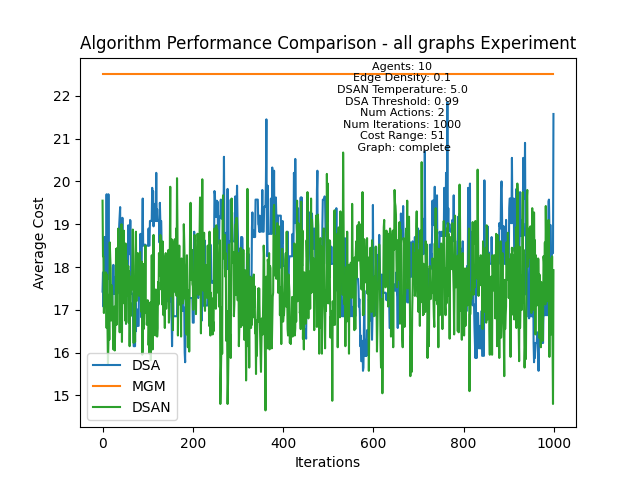 Algorithm Performance Comparison - all graphs Experiment
Agents: 10
Edge Density: 0.1
DSAN Temperature: 5.0
DSA Threshold: 0.99
Num Actions: 2
Num Iterations: 1000
Cost Range: 51
Graph: complete
Average Cost
22
21
20
19
18
17
16
15
DSA
MGM
DSAN
0
200
400
600
800
1000
Iterations